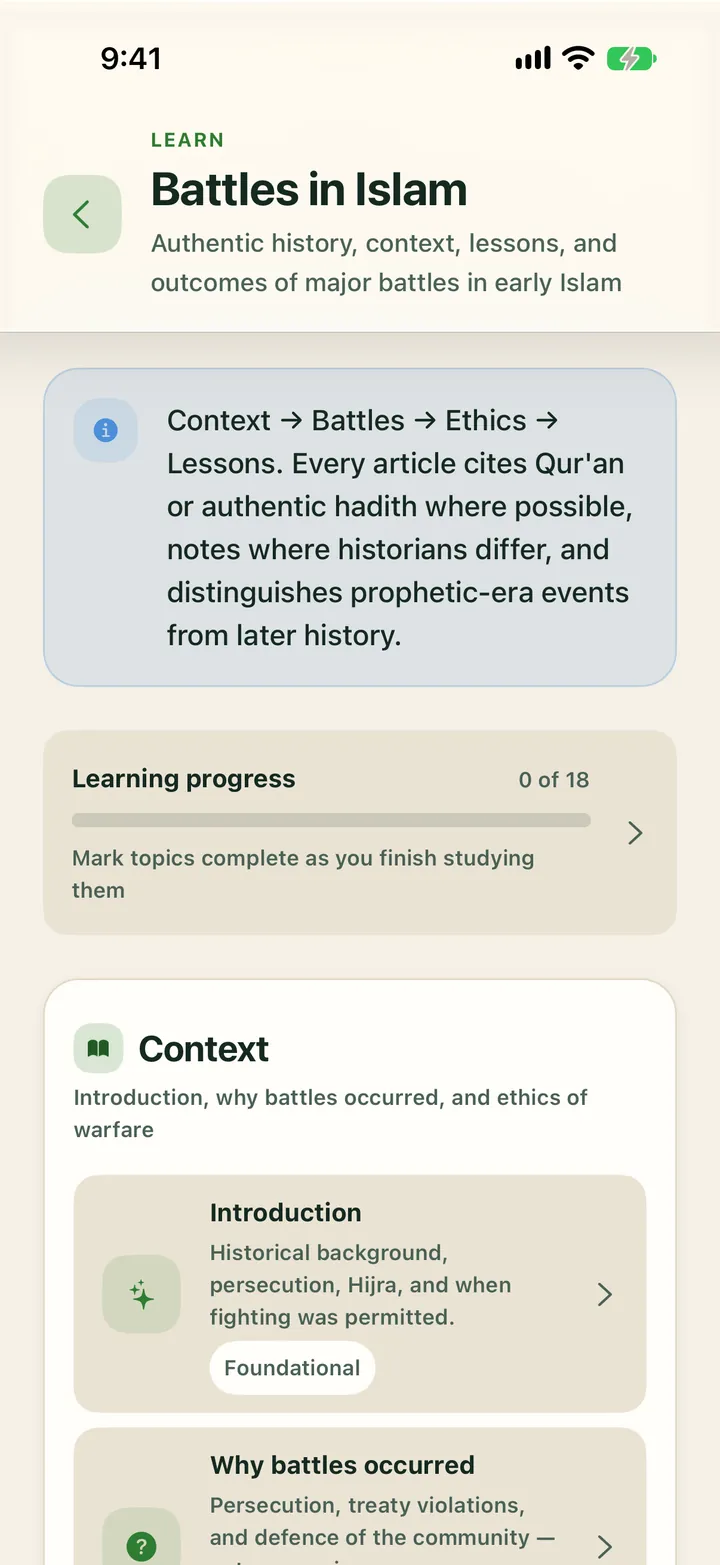 9:41
LEARN
Battles in Islam
Authentic history, context, lessons, and
outcomes of major battles in early Islam
Context → Battles → Ethics →
Lessons. Every article cites Qur'an
or authentic hadith where possible,
notes where historians differ, and
distinguishes prophetic-era events
from later history.
Learning progress
0 of 18
Mark topics complete as you finish studying
them
Context
Introduction, why battles occurred, and ethics of
warfare
Introduction
Historical background,
persecution, Hijra, and when
fighting was permitted.
Foundational
Why battles occurred
Persecution, treaty violations,
and defence of the community —